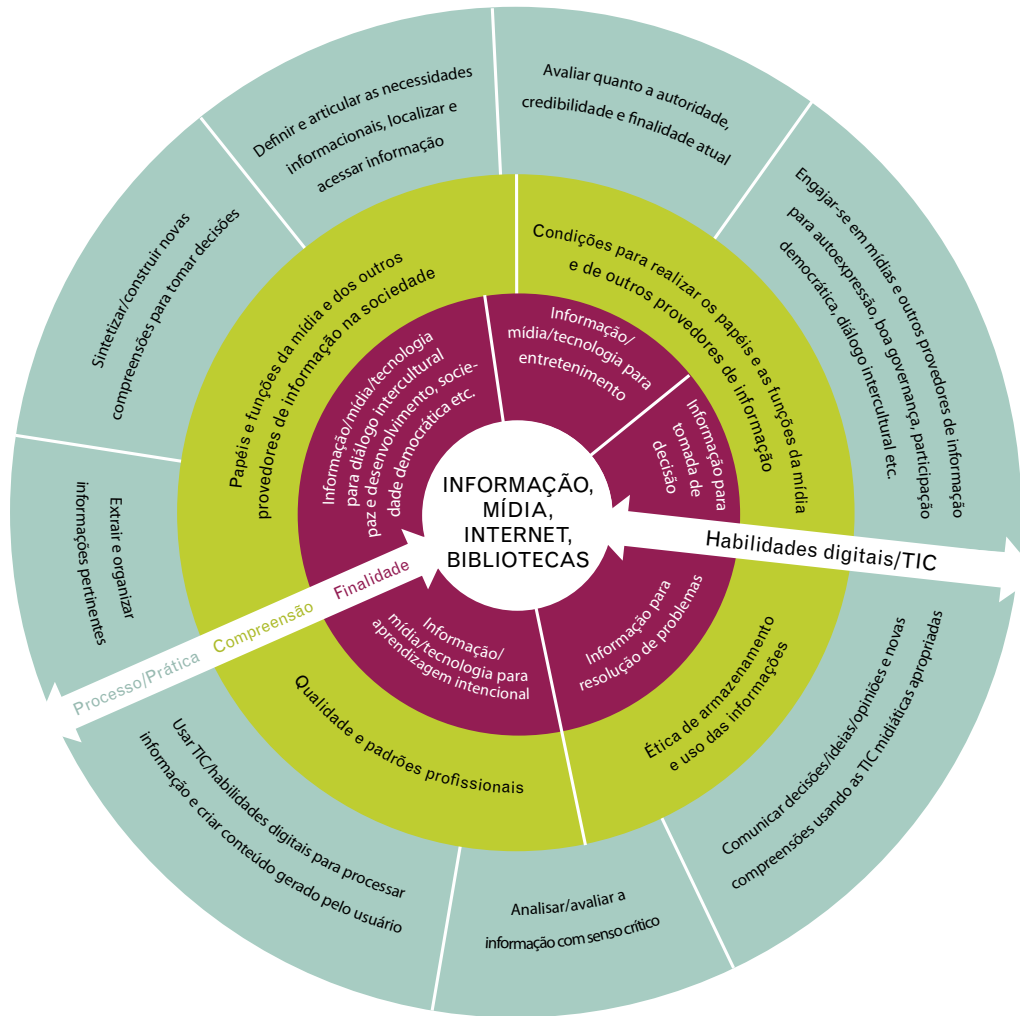 Definir e articular as necessidades
informacionais, localizar e
acessar informação
Avaliar quanto a autoridade,
credibilidade e finalidade atual
Engajar-se em mídias e outros provedores de informação
para autoexpressão, boa governança, participação
democrática, diálogo intercultural etc.
Comunicar decisões/ideias/opiniões e novas
compreensões usando as TIC midiáticas apropriadas
Analisar/avaliar a
informação com senso crítico
Usar TIC/habilidades digitais para processar
informação e criar conteúdo gerado pelo usuário
Extrair e organizar
informações pertinentes
Sintetizar/construir novas
compreensões para tomar decisões
Papéis e funções da mídia e dos outros
provedores de informação na sociedade
Condições para realizar os papéis e as funções da mídia
e de outros provedores de informação
Ética de armazenamento
e uso das informações
Qualidade e padrões profissionais
Informação/mídia/tecnologia
para diálogo intercultural
paz e desenvolvimento, socie-
dade democrática etc.
Informação/
mídia/tecnologia para
entretenimento
Informação para
tomada de
decisão
Informação para
resolução de problemas
Informação/
mídia/tecnologia para
aprendizagem intencional
INFORMAÇÃO,
MÍDIA,
INTERNET,
BIBLIOTECAS
Processo/Prática Compreensão Finalidade
Habilidades digitais/TIC